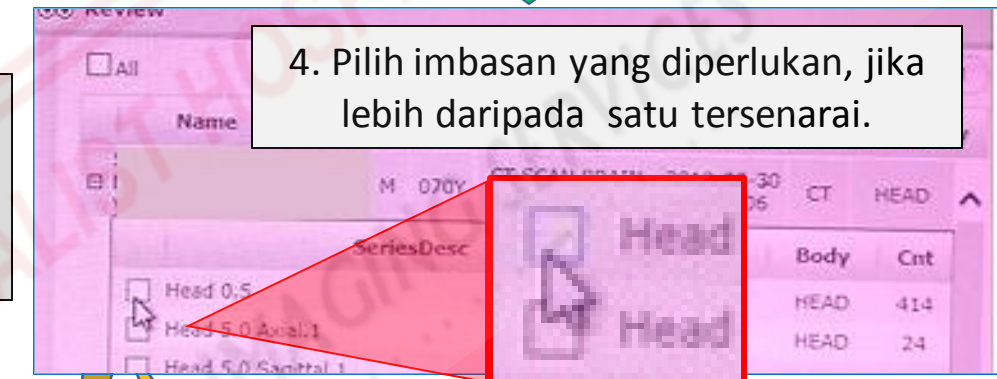 Review
All
4. Pilih imbasan yang diperlukan, jika
lebih daripada satu tersenarai.
Name
M 070Y CT SCAN BRAIN CT HEAD
SeriesDesc Body Cnt
Head 0.5 HEAD 414
Head 5.0 Axial.1 HEAD 24
Head 5.0 Sagittal.1
Head
Head
IMAGING SERVICES